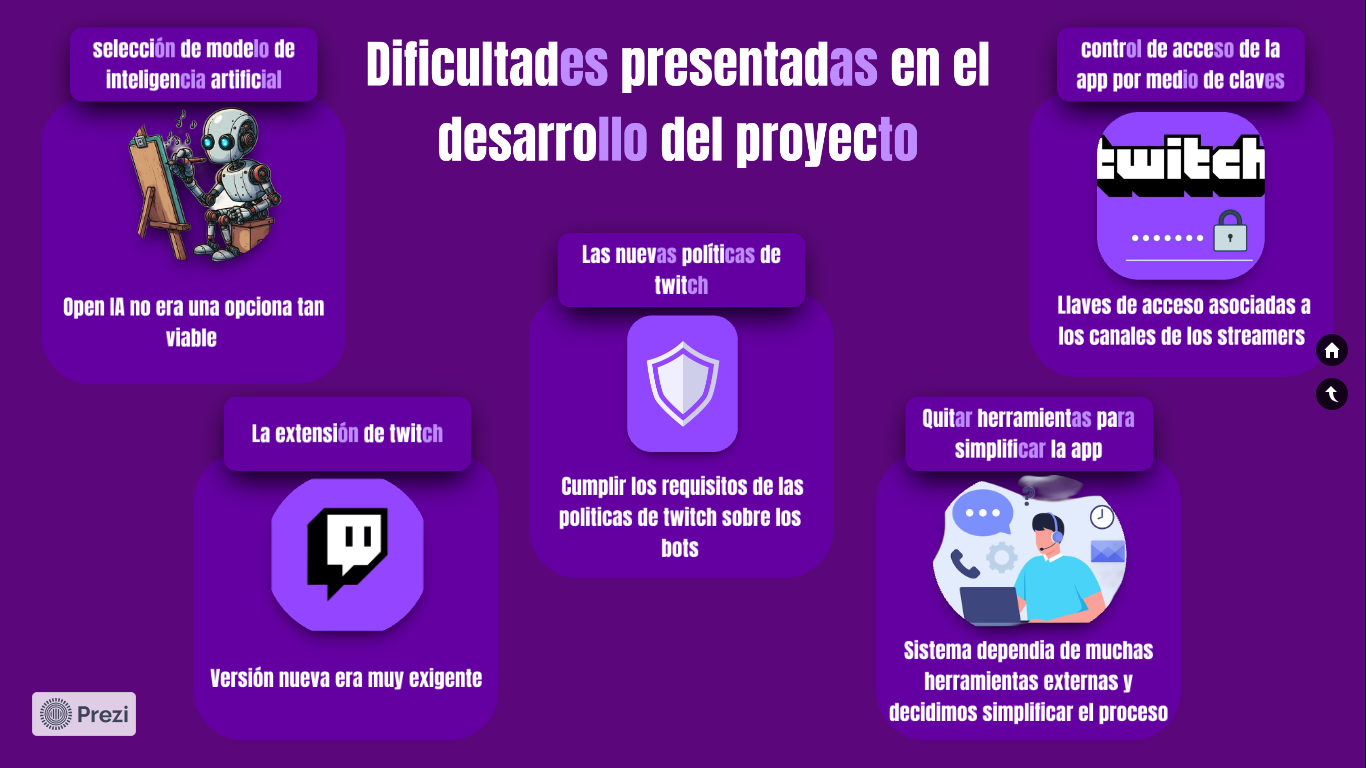 Dificultades presentadas en el
desarrollo del proyecto
selección de modelo de
inteligencia artificial
Open IA no era una opciona tan
viable
La extensión de twitch
Versión nueva era muy exigente
Las nuevas políticas de
twitch
Cumplir los requisitos de las
politicas de twitch sobre los
bots
control de acceso de la
app por medio de claves
twitch
Llaves de acceso asociadas a
los canales de los streamers
Quitar herramientas para
simplificar la app
Sistema dependia de muchas
herramientas externas y
decidimos simplificar el proceso
Prezi